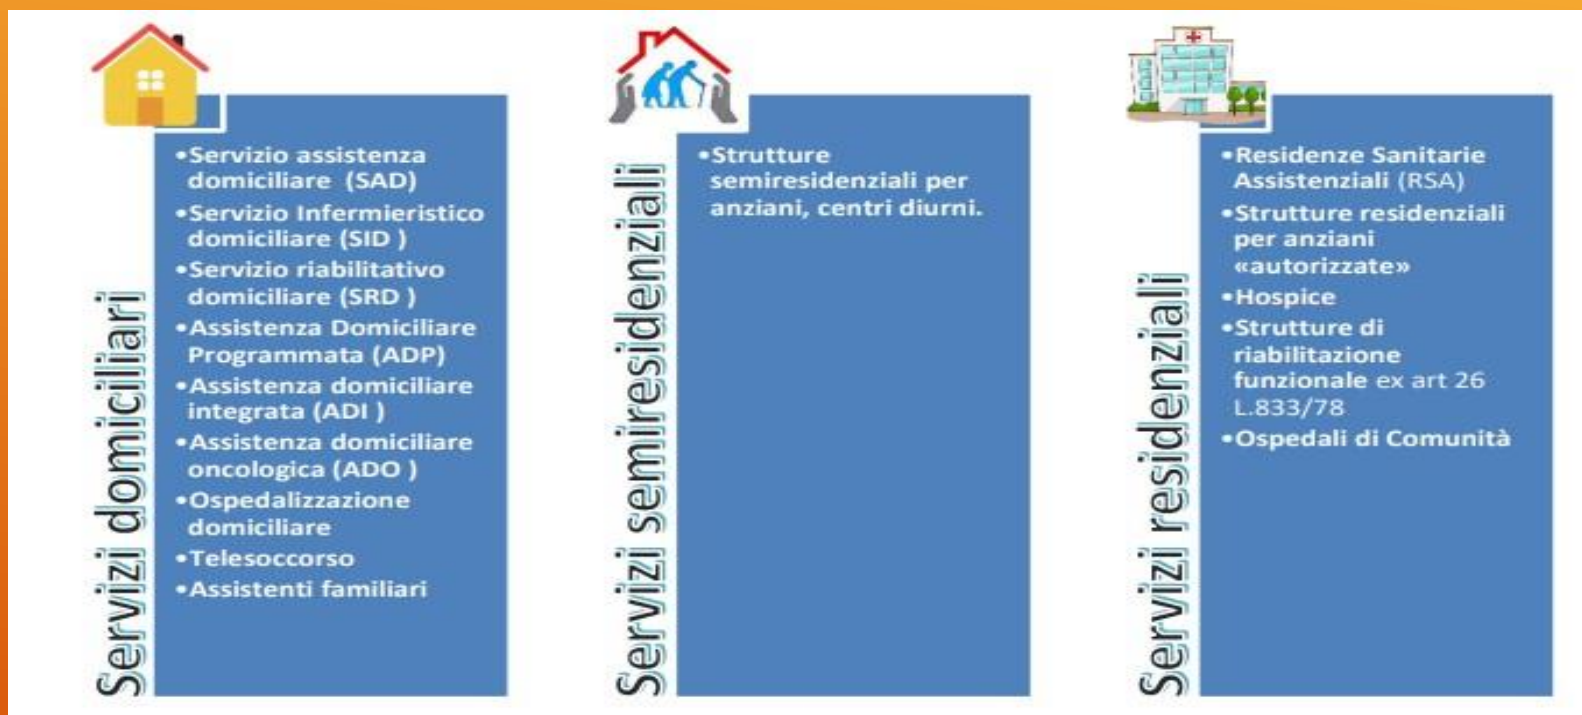 Servizi domiciliari
•Servizio assistenza
domiciliare (SAD)
•Servizio Infermieristico
domiciliare (SID )
•Servizio riabilitativo
domiciliare (SRD )
•Assistenza Domiciliare
Programmata (ADP)
•Assistenza domiciliare
integrata (ADI )
•Assistenza domiciliare
oncologica (ADO )
•Ospedalizzazione
domiciliare
•Telesoccorso
•Assistenti familiari
Servizi semiresidenziali
•Strutture
semiresidenziali per
anziani, centri diurni.
Servizi residenziali
•Residenze Sanitarie
Assistenziali (RSA)
•Strutture residenziali
per anziani
«autorizzate»
•Hospice
•Strutture di
riabilitazione
funzionale ex art 26
L.833/78
•Ospedali di Comunità